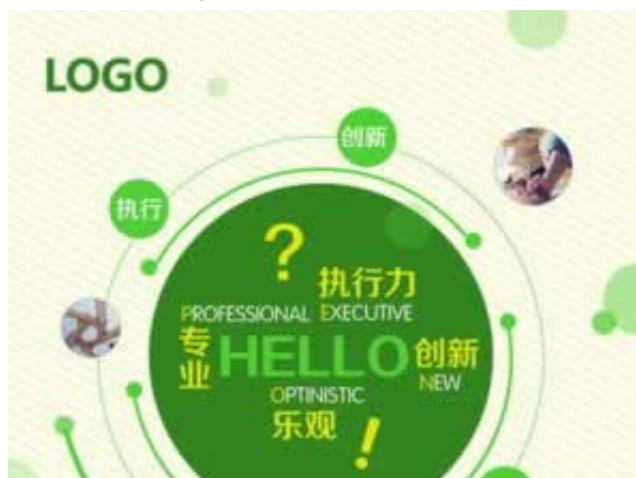 LOGO
创新
执行
?
执行力
PROFESSIONAL EXECUTIVE
专业
HELLO
创新
NEW
OPTINISTIC
乐观
!